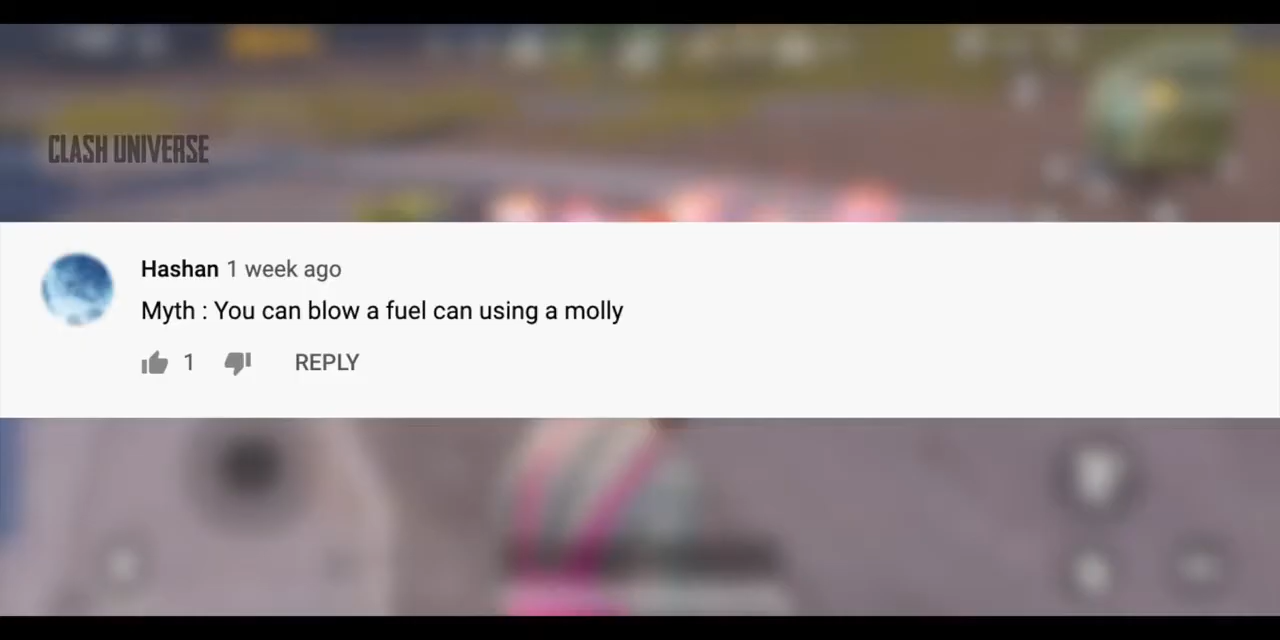 CLASH UNIVERSE
Hashan 1 week ago
Myth : You can blow a fuel can using a molly
1 REPLY